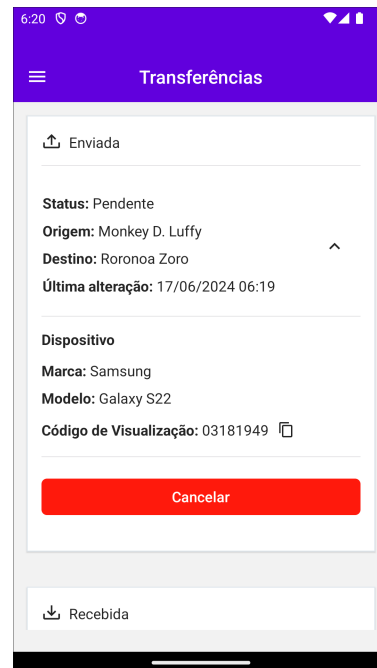 6:20
Transferências
Enviada
Status: Pendente
Origem: Monkey D. Luffy
Destino: Roronoa Zoro
Última alteração: 17/06/2024 06:19
Dispositivo
Marca: Samsung
Modelo: Galaxy S22
Código de Visualização: 03181949
Cancelar
Recebida